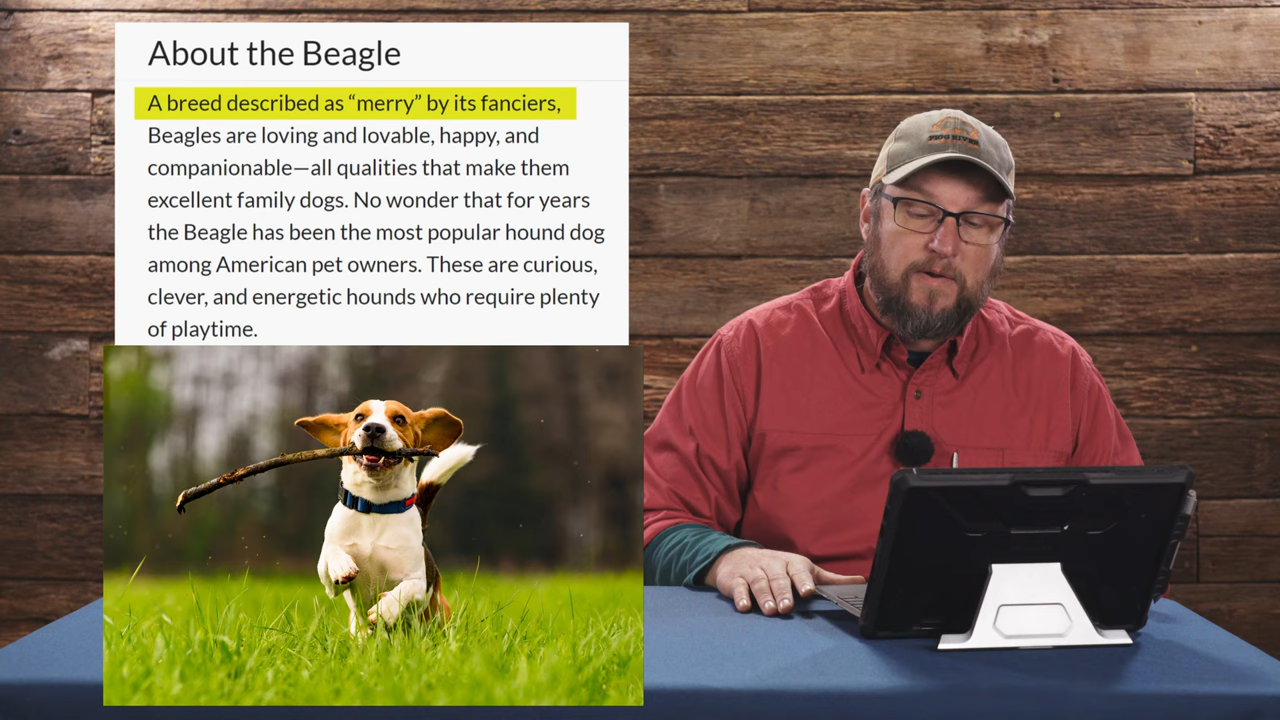 About the Beagle
A breed described as “merry” by its fanciers,
Beagles are loving and lovable, happy, and
companionable—all qualities that make them
excellent family dogs. No wonder that for years
the Beagle has been the most popular hound dog
among American pet owners. These are curious,
clever, and energetic hounds who require plenty
of playtime.